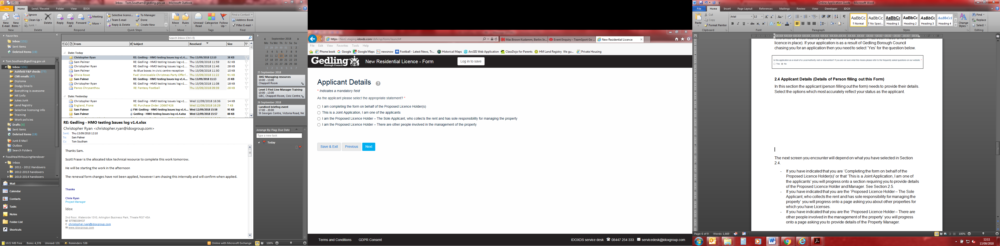 Inbox - Tom.Southam@gedling.gov.uk - Microsoft Outlook
File Home Send / Receive Folder View IDOX
New E-mail
New Items
New
Ignore
Clean Up
Junk
Delete
Delete
Reply
Reply All
Forward
Meeting
More
Respond
Selective licensi... To Manager
Team E-mail Done
Reply & Delete Create New
Quick Steps
Move
Rules
Move
Unread/ Read
Categorize
Follow Up
Tags
Find a Contact
Address Book
Filter E-mail
Find
Favorites
Inbox (131)
Sent Items
Deleted Items (19)
Tom.Southam@gedling.gov.uk
Inbox (131)
Ashfield F&P checks (77)
CMI emails (47)
Diploma
Dodgy Emails
Everything is awesome
HR \info
Jukes Junk
Land Registry
Selective licensing info
Training
Work policies
Drafts [6]
Sent Items
Deleted Items (19)
Junk E-Mail
Outbox
Search Folders
FoodHealthHousingHandover
Inbox
2011 - 2012 Handovers
2012-2013 handovers
2013-2014 handovers
Mail
Calendar
Contacts
Tasks
Notes
Folder List
Shortcuts
Search Inbox (Ctrl+E)
From Subject Received Size
Date: Today
Christopher Ryan RE: Gedling - HMO testing Issues log v1.4.... Thu 13/09/2018 12:10 38 KB
Sam Palmer RE: Gedling - HMO testing Issues log v1.... Thu 13/09/2018 11:59 32 KB
Christopher Ryan RE: Gedling - HMO testing Issues log v1.... Thu 13/09/2018 11:46 28 KB
Sam Palmer 4x Blue boxes in civic centre reception Thu 13/09/2018 11:30 10 KB
Olivia Rowe Fwd: Unmissable Christmas Party Offer!... Thu 13/09/2018 11:22 91 KB
Sam Palmer RE: Gedling - HMO testing Issues log v1.... Thu 13/09/2018 11:13 23 KB
Christopher Ryan RE: Gedling - HMO testing Issues log v1.... Thu 13/09/2018 11:08 18 KB
Panos Chrysanthou RE: Fantasy Football Thu 13/09/2018 09:39 28 KB
Date: Yesterday
Christopher Ryan RE: Gedling - HMO testing Issues log v1.... Wed 12/09/2018 16:36 14 KB
England, Fiona RE: Purchase Order: 20667426 Wed 12/09/2018 16:29 7 KB
Sam Palmer FW: Gedling - HMO testing Issues log v1.4.... Wed 12/09/2018 15:58 95 KB
Sam Palmer Gedling - HMO testing Issues log v1.4.xlsx Wed 12/09/2018 15:57 88 KB
RE: Gedling - HMO testing Issues log v1.4.xlsx
Christopher Ryan <christopher.ryan@idoxgroup.com>
Sent: Thu 13/09/2018 12:10
To: Sam Palmer
Cc: Tom Southam
Thanks Sam.
Scott Fraser is the allocated Idox technical resource to complete this work tomorrow.
He will be starting the work in the afternoon
The renewal form changes have not been applied, however I am chasing this internally and will confirm when applied.
Thanks
Chris Ryan
Project Manager
Idox
2nd floor, Waterside 1310, Arlington Business Park, Theale RG7 4SA
M 07780339137
E christopher.ryan@idoxgroup.com
W www.idoxgroup.com
September 2018
Mo Tu We Th Fr Sa Su
27 28 29 30 31 1 2
3 4 5 6 7 8 9
10 11 12 13 14 15 16
17 18 19 20 21 22 23
24 25 26 27 28 29 30
1 2 3 4 5 6 7
25 September 2018
3002 Managing resources
10:00 - 13:00
Chappell Room
Level 3 First Line Manager Training
10:00 - 13:00
GBC, Chappell Room, Civic Centre,
26 September 2018
Landlord briefing event
17:00 - 20:00
St Georges Centre, Victoria Road, Ne
Arrange By: Flag: Due Date
Type a new task
Today
1022 MB Free Items: 4,378 Unread: 131 Reminders: 538 Online with Microsoft Exchange 100%
https://test2.staging.idoxds.com/dsfx/xp/form/launch#
Max Brown Kudamm, Berlin: In... Event Enquiry - TeamSport Go ... New Residential Licence
File Edit View Favorites Tools Help
Phone book Google Google Maps newsnow Football - Latest News, Tr... Historical Maps ArcGIS Web Application ClassDojo for Parents HM Land Registry We gu... Private Housing
Gedling
Borough Council
New Residential Licence - Form
Log in to save
Applicant Details
* Indicates a mandatory field
As the applicant please select the appropriate statement? *
I am completing the form on behalf of the Proposed Licence Holder(s)
This is a Joint Application, I am one of the applicants
I am the Proposed Licence Holder – The Sole Applicant, who collects the rent and has sole responsibility for managing the property
I am the Proposed Licence Holder – There are other people involved in the management of the property
Save & Exit Previous Next
Terms and Conditions GDPR Consent IDOXDS service desk 08447 254 333 servicedesk@idoxgroup.com
Online Application Guide - Microsoft Word
File Home Insert Page Layout References Mailings Review View Developer IDOX
Paste
Cut
Copy
Format Painter
Clipboard
Arial 12
Font
Paragraph
AaBbCc AaBbCc AaBbCc AaBbCc AaBbCc AaBbCcI
¶ Normal ¶ No Spaci... Heading 1 Heading 2 Heading 3 Heading 4
Change Styles
Styles
Find
Replace
Select
Editing
licence in place). If your application is as a result of Gedling Borough Council
chasing you for an application then you need to select 'Yes' for the question below.
Is this application as a result of a Local Authority visit or intervention? If you are not sure what this means please refer to the frequently asked questions on our website. *
Yes No
2.4 Applicant Details (Details of Person filling out this Form)
In this section the applicant (person filling out the form) needs to provide their details.
Select the options which most accurately reflect your status as the applicant.
The next screen you encounter will depend on what you have selected in Section
2.4.
- If you have indicated that you are 'Completing the form on behalf of the
Proposed Licence Holder(s)' or that 'This is a Joint Application, I am one of
the applicants' you will progress onto a section requiring you to provide details
of the Proposed Licence Holder and Manager. See Section 2.5.
- If you have indicated that you are the 'Proposed Licence Holder – The Sole
Applicant, who collects the rent and has sole responsibility for managing the
property' you will progress onto a page asking you about other properties for
which you have Licenses.
- If you have indicated that you are the 'Proposed Licence Holder – There are
other people involved in the management of the property' you will progress
onto a page asking you to provide details of the Property Manager.
Page: 6 of 9 Words: 1,669 100%
12:11
13/09/2018